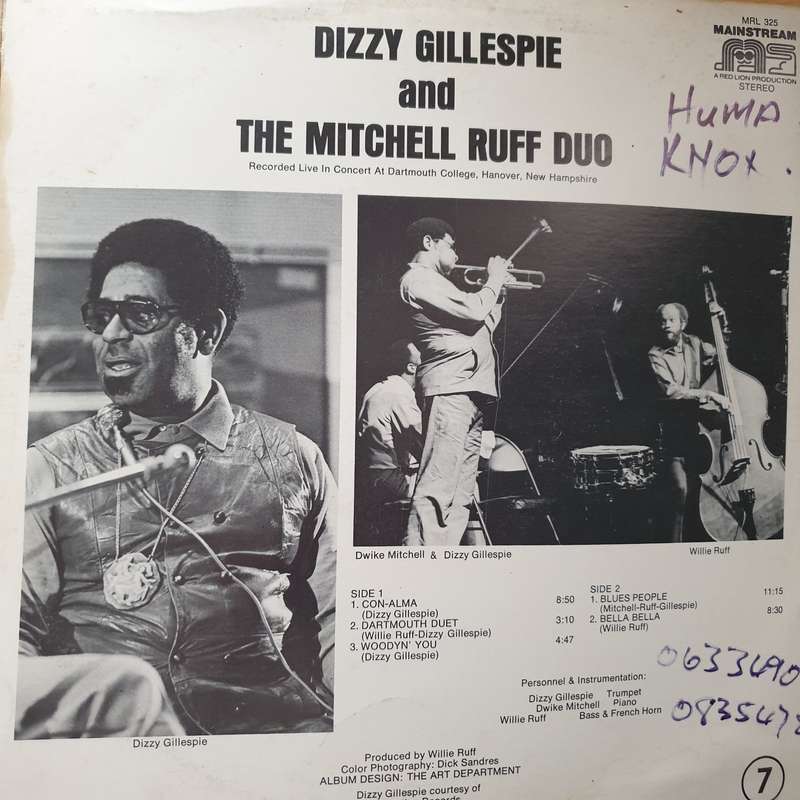 DIZZY GILLESPIE
and
THE MITCHELL RUFF DUO
Recorded Live In Concert At Dartmouth College, Hanover, New Hampshire
MRL 325
MAINSTREAM
A RED LION PRODUCTION
STEREO
HUMA
KNOX.
Dwike Mitchell & Dizzy Gillespie
Willie Ruff
SIDE 1
1. CON-ALMA 8:50
(Dizzy Gillespie)
2. DARTMOUTH DUET 3:10
(Willie Ruff-Dizzy Gillespie)
3. WOODYN' YOU 4:47
(Dizzy Gillespie)
SIDE 2
1. BLUES PEOPLE 11:15
(Mitchell-Ruff-Gillespie)
2. BELLA BELLA 8:30
(Willie Ruff)
Personnel & Instrumentation:
Dizzy Gillespie Trumpet
Dwike Mitchell Piano
Willie Ruff Bass & French Horn
Dizzy Gillespie
Produced by Willie Ruff
Color Photography: Dick Sandres
ALBUM DESIGN: THE ART DEPARTMENT
Dizzy Gillespie courtesy of
Records
7